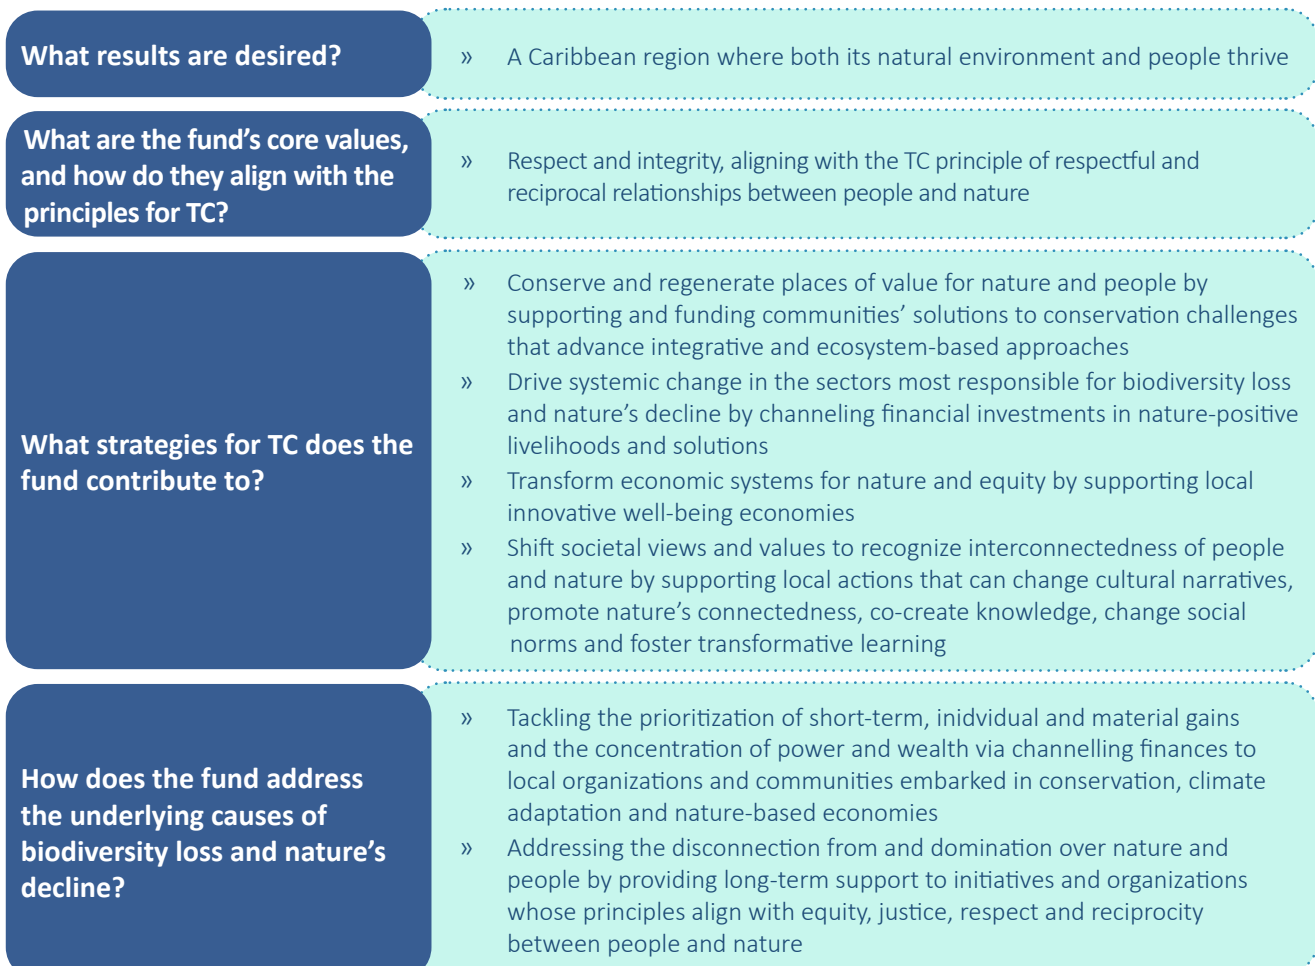 What results are desired?
» A Caribbean region where both its natural environment and people thrive
What are the fund’s core values,
and how do they align with the
principles for TC?
» Respect and integrity, aligning with the TC principle of respectful and
reciprocal relationships between people and nature
What strategies for TC does the
fund contribute to?
» Conserve and regenerate places of value for nature and people by
supporting and funding communities’ solutions to conservation challenges
that advance integrative and ecosystem-based approaches
» Drive systemic change in the sectors most responsible for biodiversity loss
and nature’s decline by channeling financial investments in nature-positive
livelihoods and solutions
» Transform economic systems for nature and equity by supporting local
innovative well-being economies
» Shift societal views and values to recognize interconnectedness of people
and nature by supporting local actions that can change cultural narratives,
promote nature’s connectedness, co-create knowledge, change social
norms and foster transformative learning
How does the fund address
the underlying causes of
biodiversity loss and nature’s
decline?
» Tackling the prioritization of short-term, inidvidual and material gains
and the concentration of power and wealth via channelling finances to
local organizations and communities embarked in conservation, climate
adaptation and nature-based economies
» Addressing the disconnection from and domination over nature and
people by providing long-term support to initiatives and organizations
whose principles align with equity, justice, respect and reciprocity
between people and nature